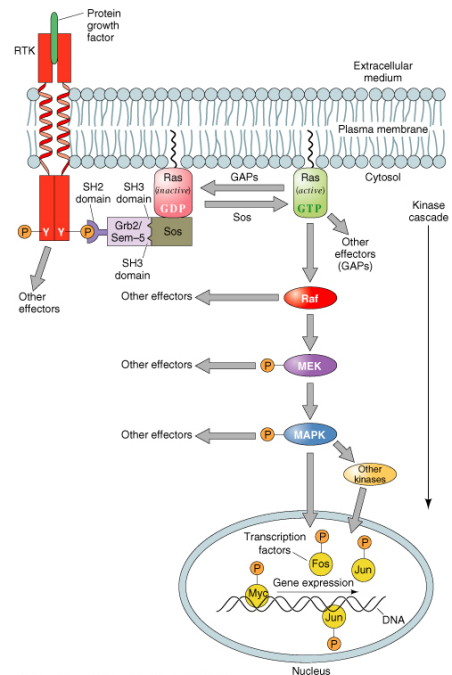 Protein
growth
factor
RTK
Extracellular
medium
Plasma membrane
Cytosol
SH2
domain
SH3
domain
Ras
(inactive)
GDP
GAPs
Sos
Ras
(active)
GTP
Kinase
cascade
P
Y
Y
P
Grb2/
Sem–5
Sos
SH3
domain
Other
effectors
(GAPs)
Other
effectors
Other effectors
Raf
Other effectors
P
MEK
Other effectors
P
MAPK
Other
kinases
Transcription
factors
P
Fos
P
Jun
P
Myc
Gene expression
Jun
DNA
P
Nucleus